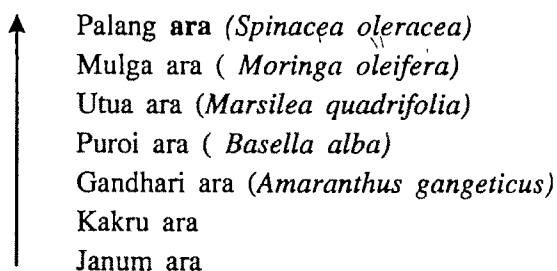 Palang ara (Spinacea oleracea)
Mulga ara ( Moringa oleifera)
Utua ara (Marsilea quadrifolia)
Puroi ara ( Basella alba)
Gandhari ara (Amaranthus gangeticus)
Kakru ara
Janum ara